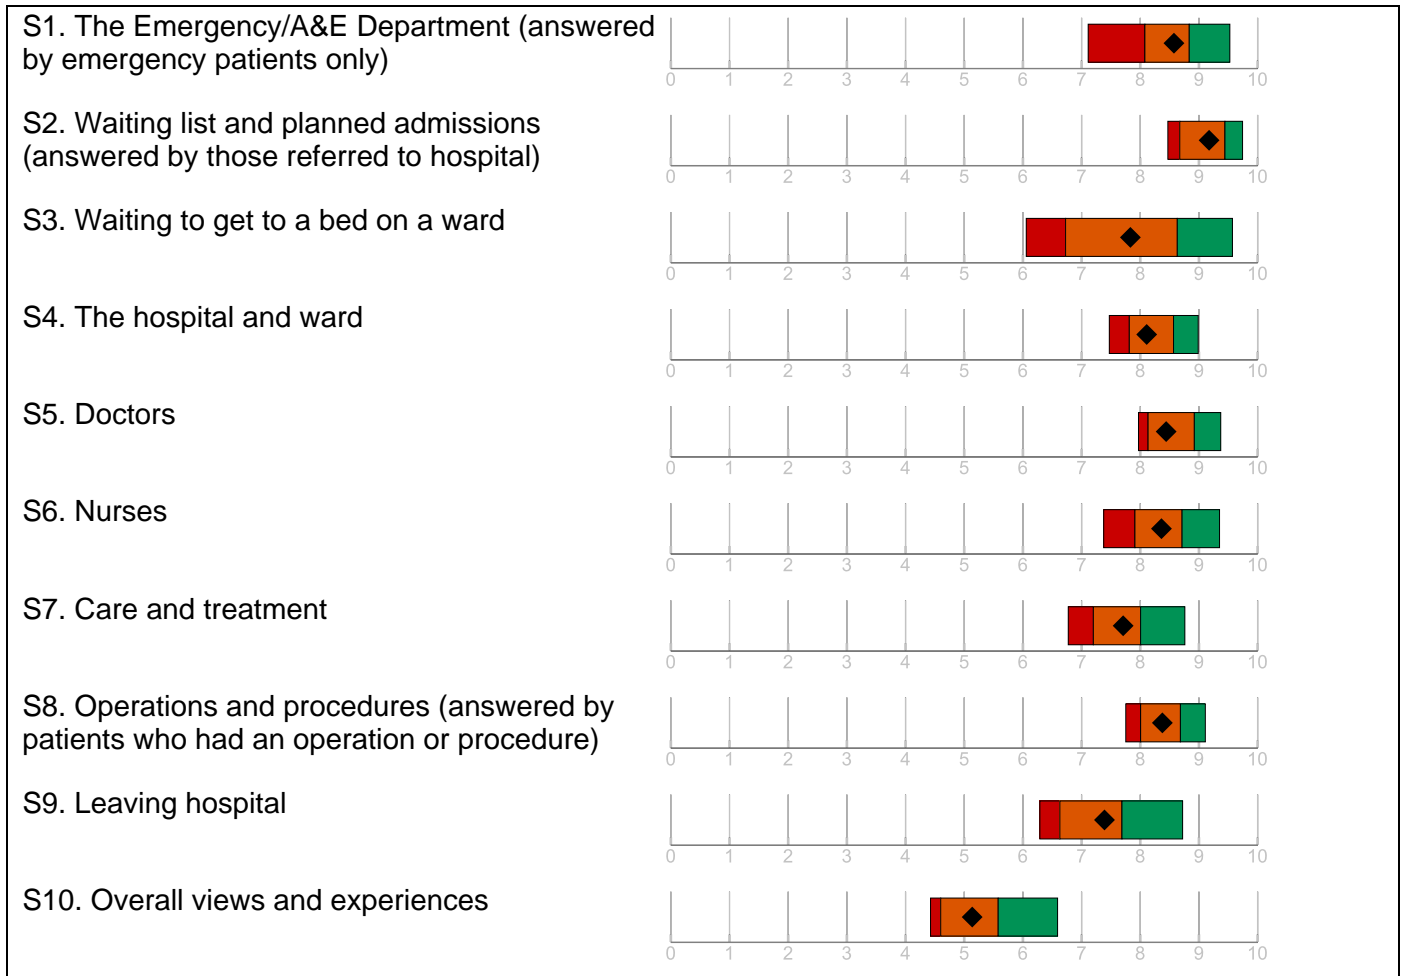 S1. The Emergency/A&E Department (answered
by emergency patients only)
0 1 2 3 4 5 6 7 8 9 10
S2. Waiting list and planned admissions
(answered by those referred to hospital)
0 1 2 3 4 5 6 7 8 9 10
S3. Waiting to get to a bed on a ward
0 1 2 3 4 5 6 7 8 9 10
S4. The hospital and ward
0 1 2 3 4 5 6 7 8 9 10
S5. Doctors
0 1 2 3 4 5 6 7 8 9 10
S6. Nurses
0 1 2 3 4 5 6 7 8 9 10
S7. Care and treatment
0 1 2 3 4 5 6 7 8 9 10
S8. Operations and procedures (answered by
patients who had an operation or procedure)
0 1 2 3 4 5 6 7 8 9 10
S9. Leaving hospital
0 1 2 3 4 5 6 7 8 9 10
S10. Overall views and experiences
0 1 2 3 4 5 6 7 8 9 10